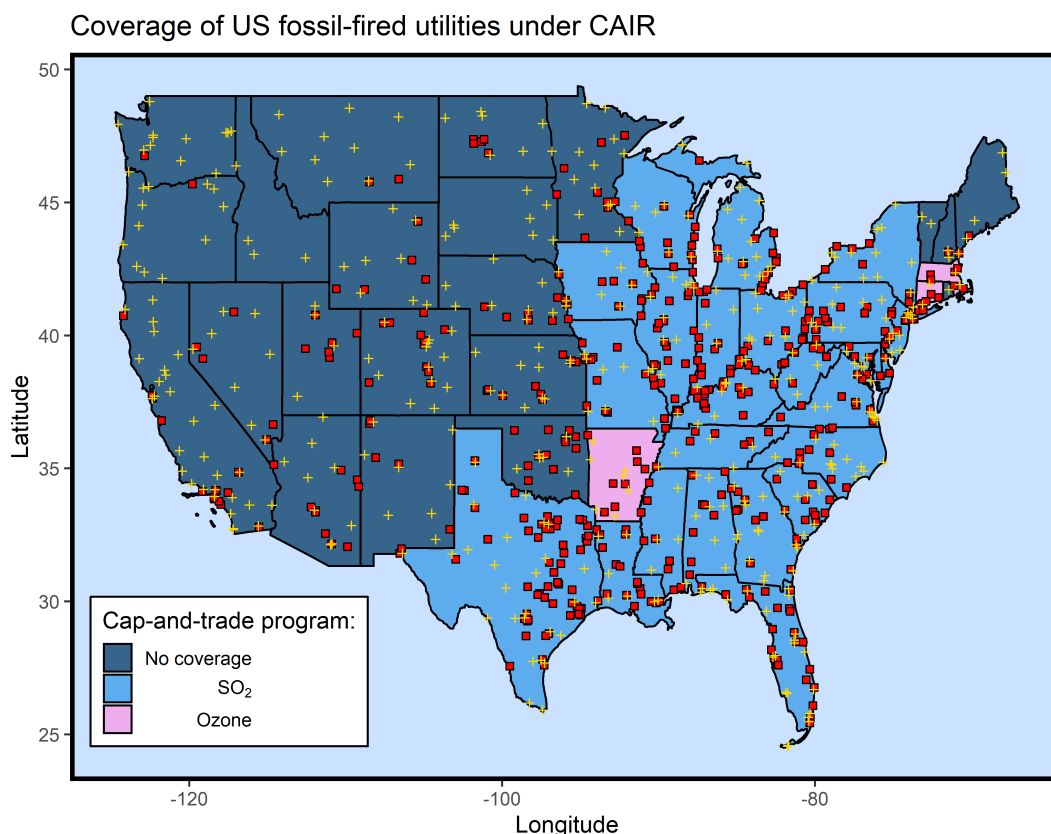 Coverage of US fossil-fired utilities under CAIR
50
45
40
35
30
25
Latitude
Cap-and-trade program:
No coverage
SO₂
Ozone
-120 -100 -80
Longitude